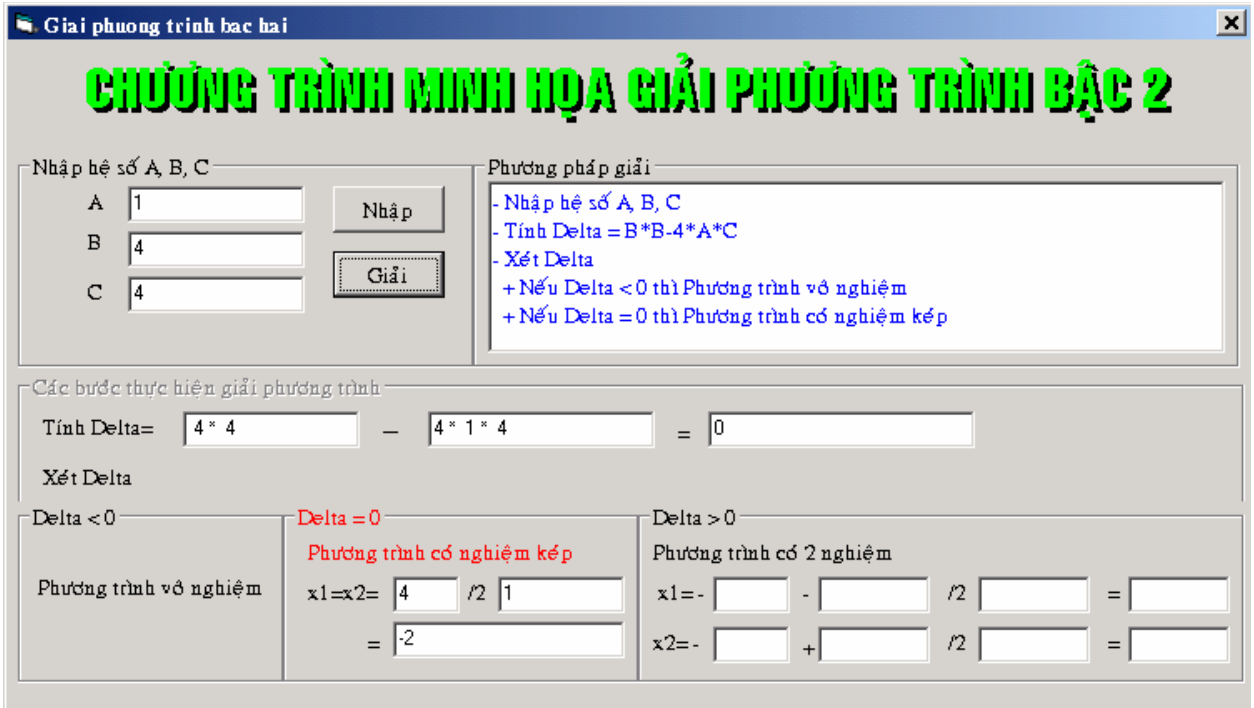 Giai phuong trinh bac hai
CHƯƠNG TRÌNH MINH HỌA GIẢI PHƯƠNG TRÌNH BẬC 2
Nhập hệ số A, B, C
A 1
Nhập
B 4
Giải
C 4
Phương pháp giải
- Nhập hệ số A, B, C
- Tính Delta = B*B-4*A*C
- Xét Delta
+ Nếu Delta < 0 thì Phương trình vô nghiệm
+ Nếu Delta = 0 thì Phương trình có nghiệm kép
Các bước thực hiện giải phương trình
Tính Delta= 4 * 4 – 4 * 1 * 4 = 0
Xét Delta
Delta < 0
Phương trình vô nghiệm
Delta = 0
Phương trình có nghiệm kép
x1=x2= 4 /2 1
= -2
Delta > 0
Phương trình có 2 nghiệm
x1=- - /2 =
x2=- + /2 =